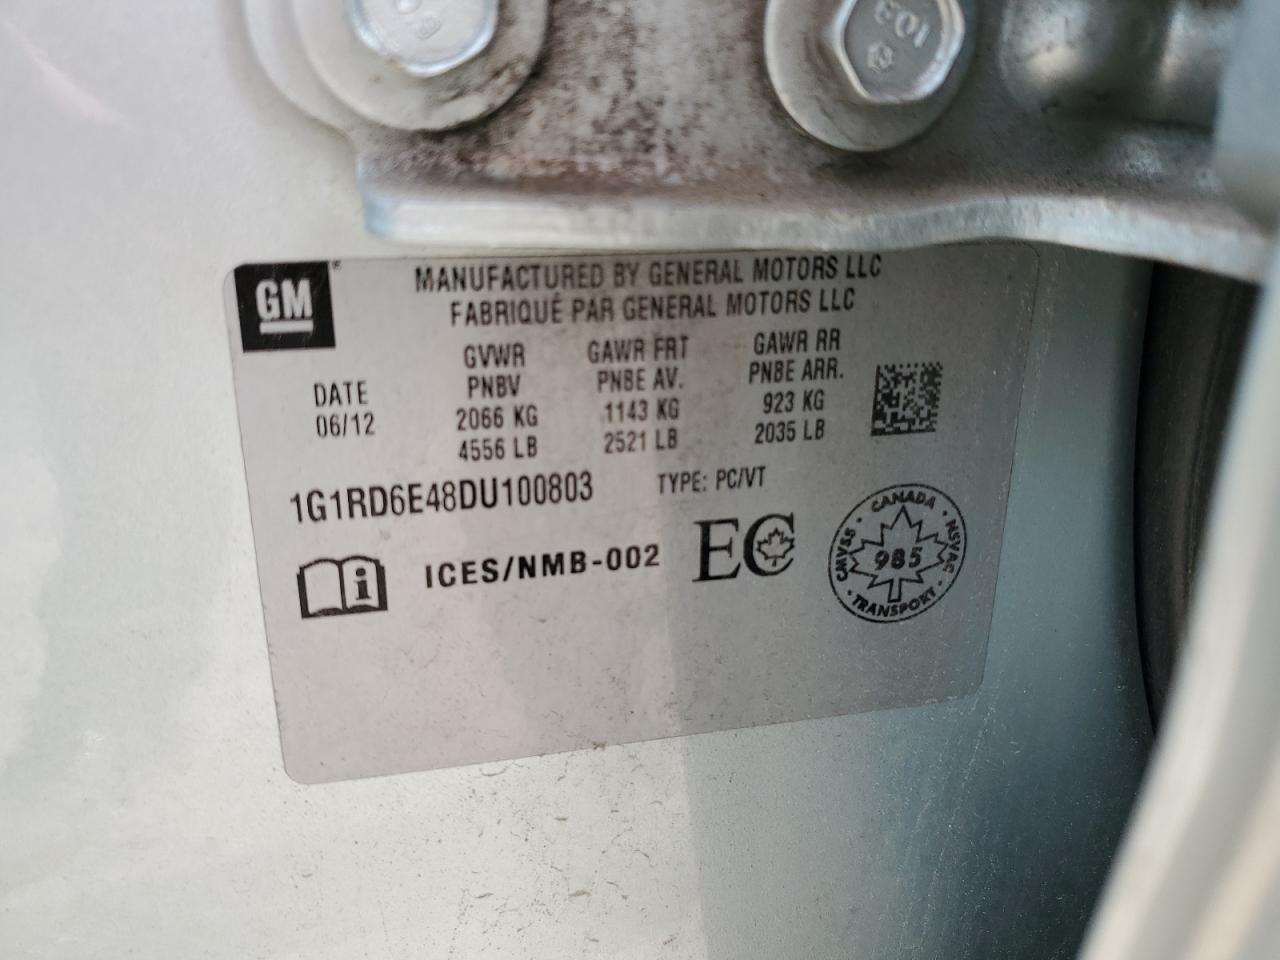 GM
MANUFACTURED BY GENERAL MOTORS LLC
FABRIQUÉ PAR GENERAL MOTORS LLC
DATE
06/12
GVWR
PNBV
2066 KG
4556 LB
GAWR FRT
PNBE AV.
1143 KG
2521 LB
GAWR RR
PNBE ARR.
923 KG
2035 LB
1G1RD6E48DU100803
TYPE: PC/VT
i
ICES/NMB-002
EC
CANADA
CMVSS
985
NSVAC
TRANSPORT